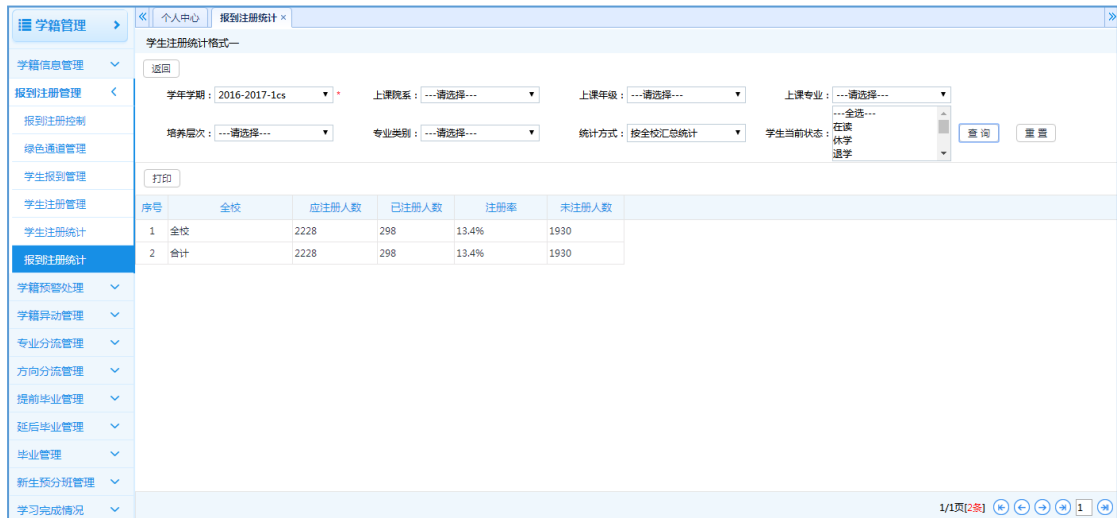 学籍管理
个人中心 报到注册统计 ×
学生注册统计格式一
学籍信息管理
返回
报到注册管理
学年学期：2016-2017-1cs * 上课院系：---请选择--- 上课年级：---请选择--- 上课专业：---请选择---
报到注册控制
---全选---
在读
培养层次：---请选择--- 专业类别：---请选择--- 统计方式：按全校汇总统计 学生当前状态： 查询 重置
休学
退学
绿色通道管理
学生报到管理
打印
学生注册管理
序号 全校 应注册人数 已注册人数 注册率 未注册人数
学生注册统计
1 全校 2228 298 13.4% 1930
报到注册统计
2 合计 2228 298 13.4% 1930
学籍预警处理
学籍异动管理
专业分流管理
方向分流管理
提前毕业管理
延后毕业管理
毕业管理
新生预分班管理
学习完成情况
1/1页[2条] 1